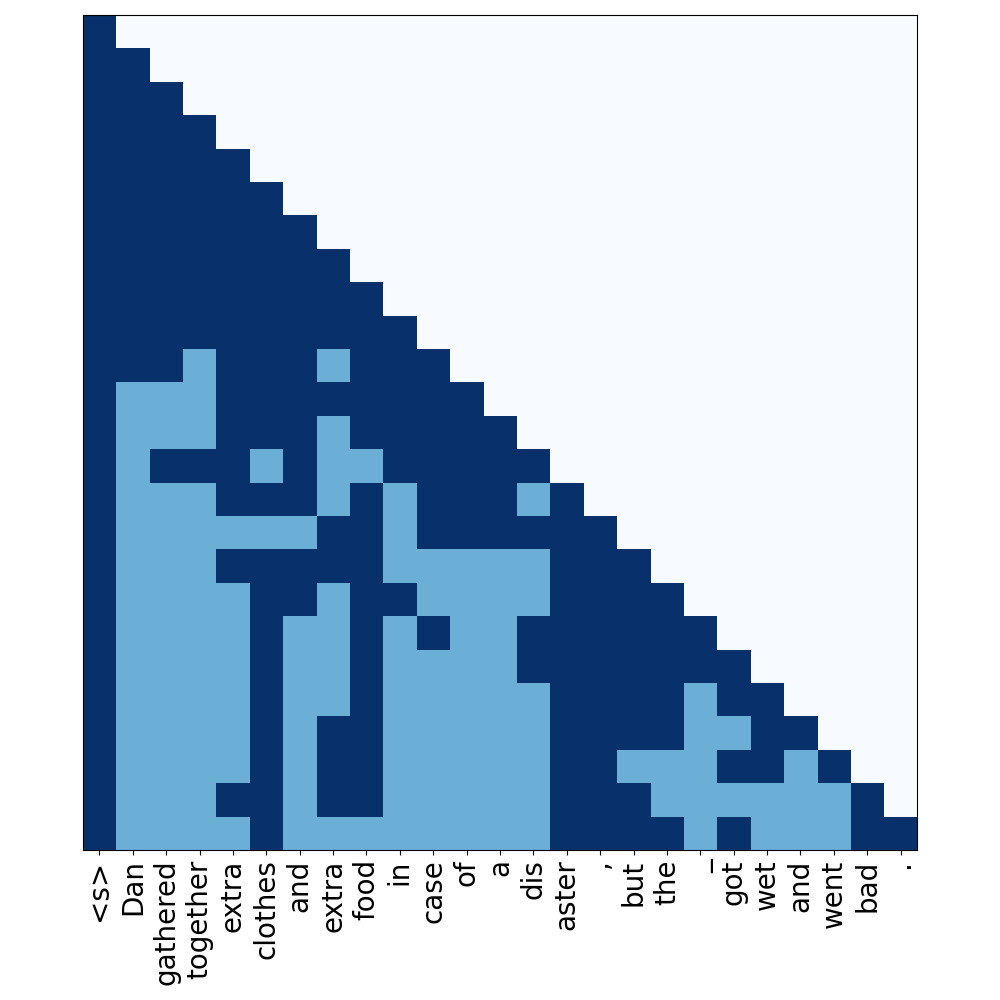 <s>
Dan
gathered
together
extra
clothes
and
extra
food
in
case
of
a
dis
aster
,
but
the
_
got
wet
and
went
bad
.